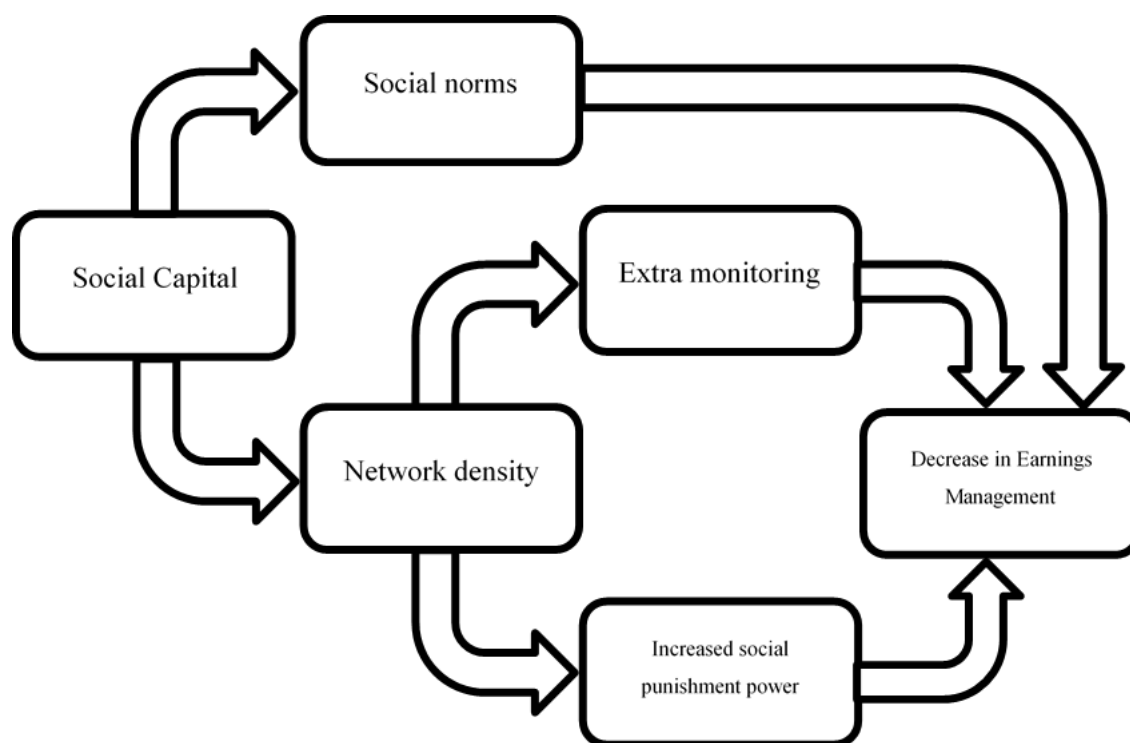 Social norms
Social Capital
Extra monitoring
Network density
Decrease in Earnings
Management
Increased social
punishment power